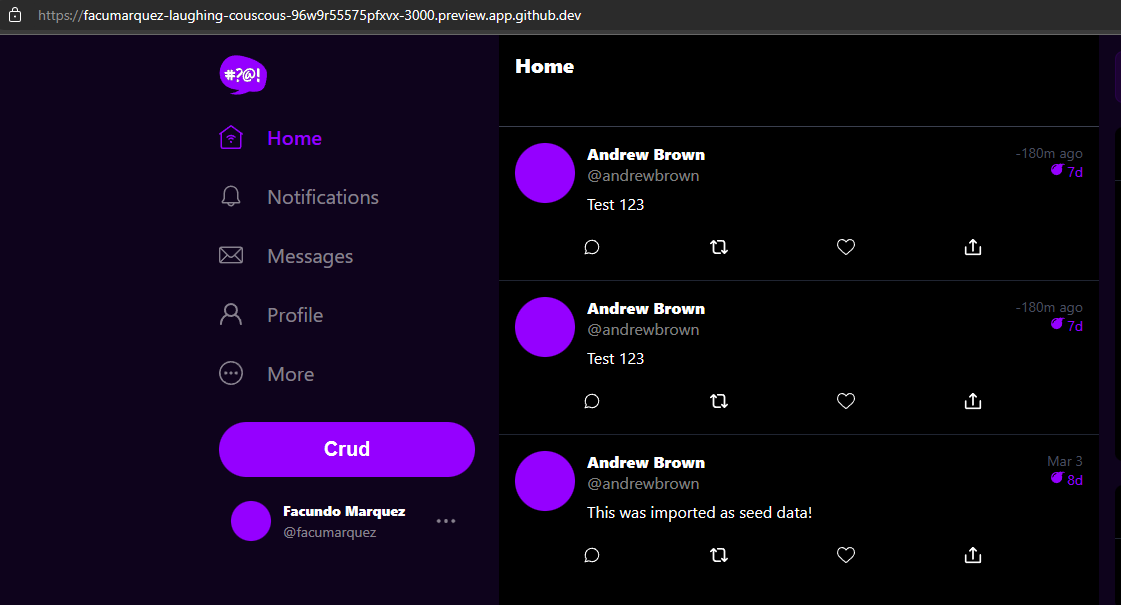 https://facumarquez-laughing-couscous-96w9r55575pfxvx-3000.preview.app.github.dev
#?@!
Home
Notifications
Messages
Profile
More
Crud
Facundo Marquez
@facumarquez
Home
Andrew Brown
-180m ago
@andrewbrown
7d
Test 123
Andrew Brown
-180m ago
@andrewbrown
7d
Test 123
Andrew Brown
Mar 3
@andrewbrown
8d
This was imported as seed data!